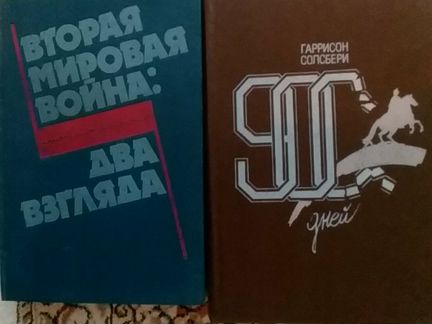 ВТОРАЯ
МИРОВАЯ
ВОЙНА:
ДВА
ВЗГЛЯДА
ГАРРИСОН
СОЛСБЕРИ
900
дней